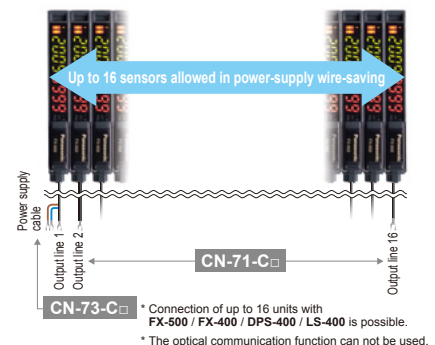 Up to 16 sensors allowed in power-supply wire-saving
Power supply
cable
Output line 1
Output line 2
Output line 16
CN-71-C□
CN-73-C□
* Connection of up to 16 units with
FX-500 / FX-400 / DPS-400 / LS-400 is possible.
* The optical communication function can not be used.